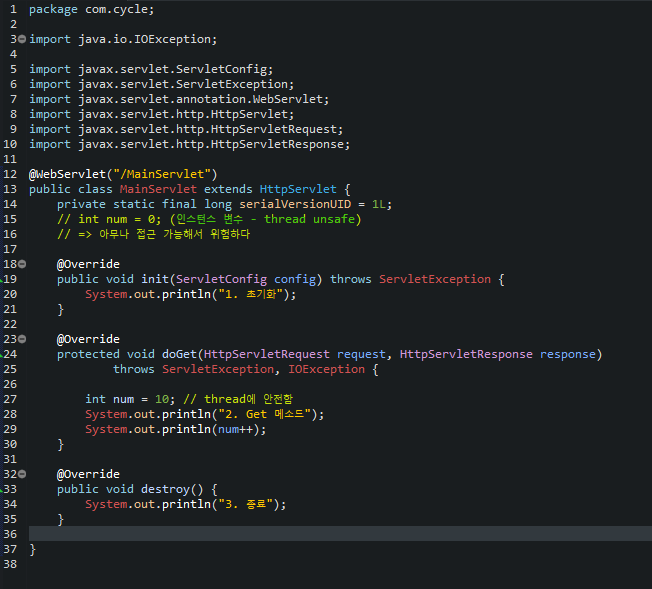 1 package com.cycle;
2
3 import java.io.IOException;
4
5 import javax.servlet.ServletConfig;
6 import javax.servlet.ServletException;
7 import javax.servlet.annotation.WebServlet;
8 import javax.servlet.http.HttpServlet;
9 import javax.servlet.http.HttpServletRequest;
10 import javax.servlet.http.HttpServletResponse;
11
12 @WebServlet("/MainServlet")
13 public class MainServlet extends HttpServlet {
14 private static final long serialVersionUID = 1L;
15 // int num = 0; (인스턴스 변수 - thread unsafe)
16 // => 아무나 접근 가능해서 위험하다
17
18 @Override
19 public void init(ServletConfig config) throws ServletException {
20 System.out.println("1. 초기화");
21 }
22
23 @Override
24 protected void doGet(HttpServletRequest request, HttpServletResponse response)
25 throws ServletException, IOException {
26
27 int num = 10; // thread에 안전함
28 System.out.println("2. Get 메소드");
29 System.out.println(num++);
30 }
31
32 @Override
33 public void destroy() {
34 System.out.println("3. 종료");
35 }
36
37 }
38